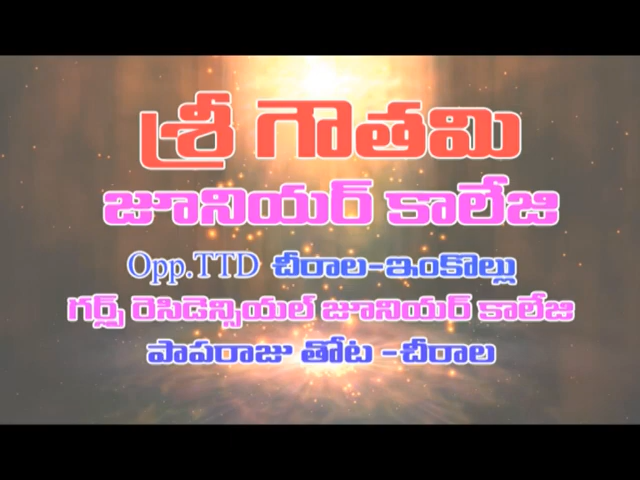 శ్రీ గౌతమి
జూనియర్ కాలేజి
Opp.TTD చీరాల-ఇంకొల్లు
గర్ల్స్ రెసిడెన్సియల్ జూనియర్ కాలేజి
పాపరాజు తోట -చీరాల